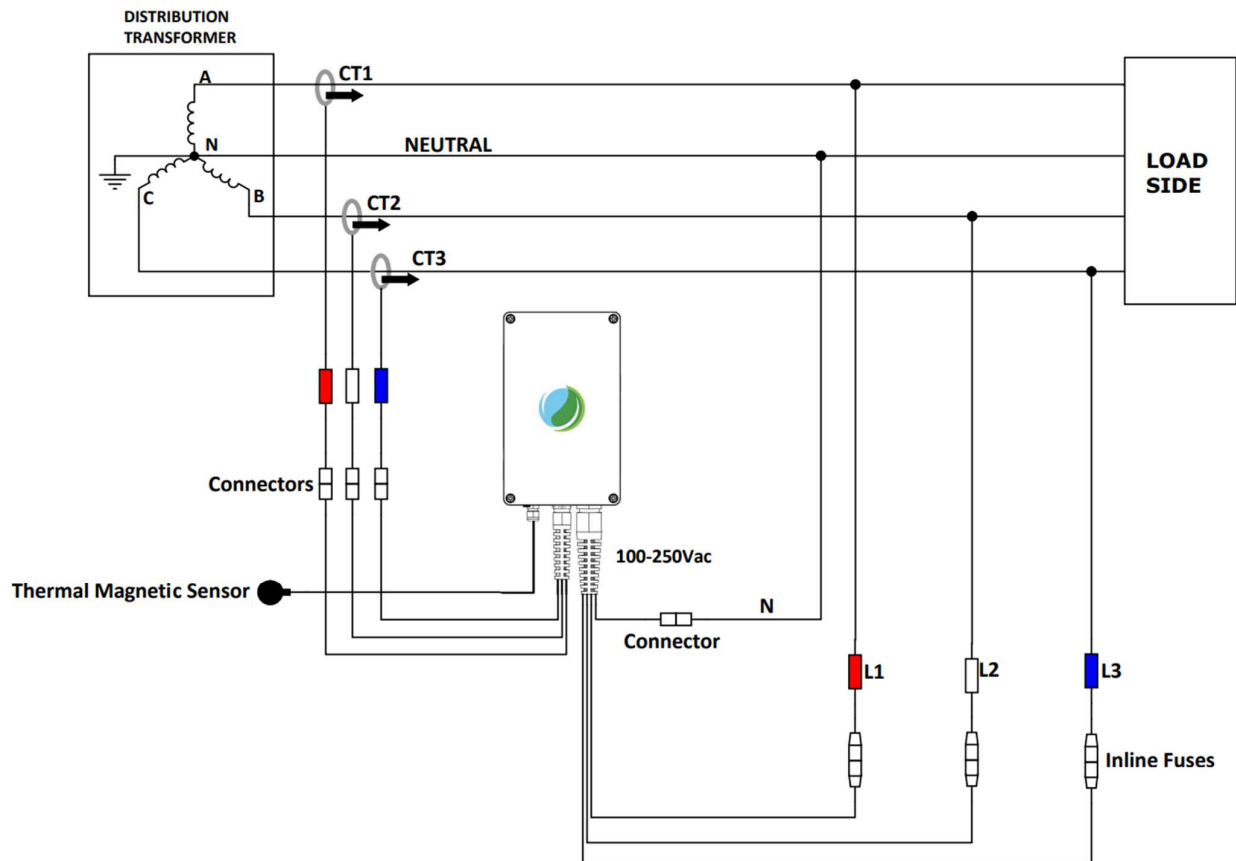 DISTRIBUTION
TRANSFORMER
A
CT1
N
NEUTRAL
LOAD
SIDE
C
B
CT2
CT3
Connectors
100-250Vac
Thermal Magnetic Sensor
N
Connector
L1
L2
L3
Inline Fuses